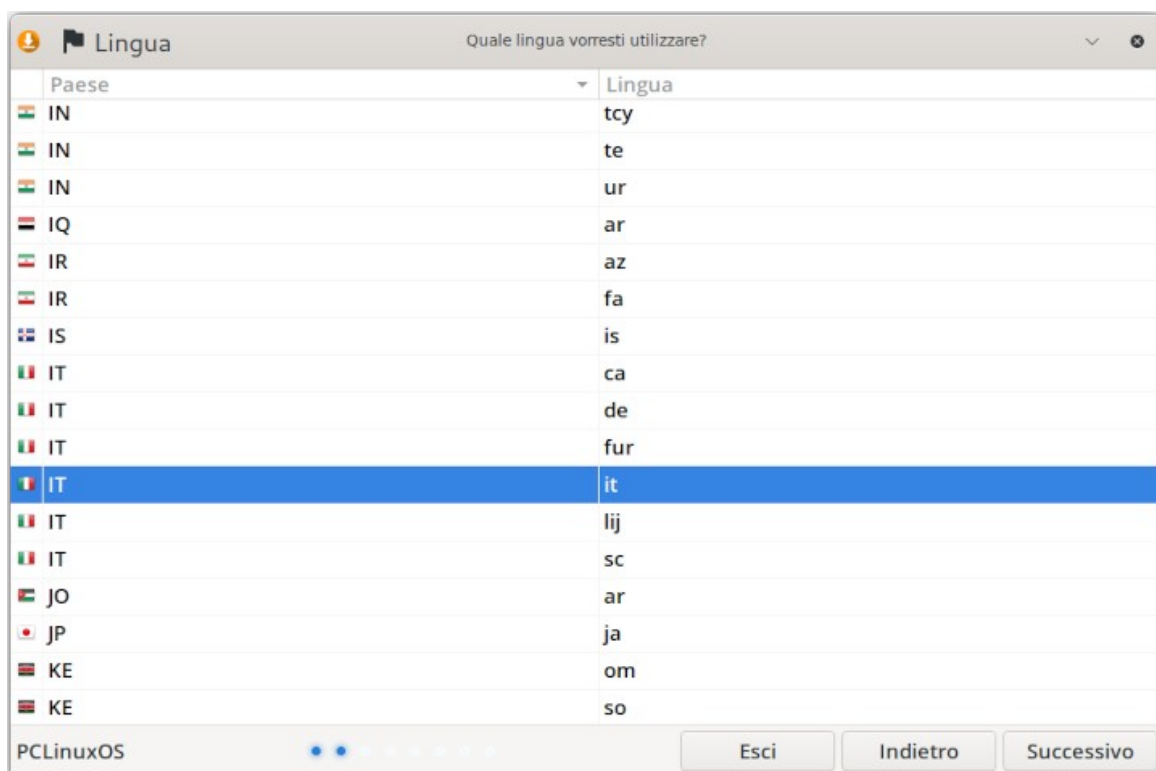 Lingua Quale lingua vorresti utilizzare?
Paese Lingua
IN tcy
IN te
IN ur
IQ ar
IR az
IR fa
IS is
IT ca
IT de
IT fur
IT it
IT lij
IT sc
JO ar
JP ja
KE om
KE so
PCLinuxOS Esci Indietro Successivo